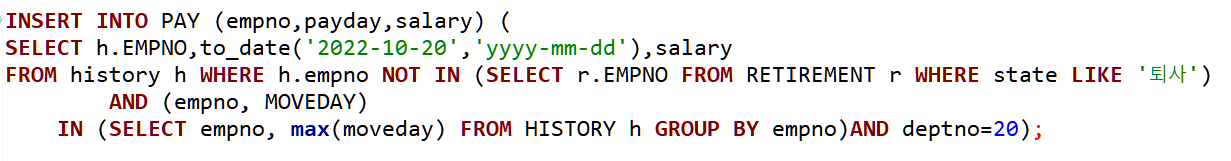 INSERT INTO PAY (empno,payday,salary) (
SELECT h.EMPNO,to_date('2022-10-20','yyyy-mm-dd'),salary
FROM history h WHERE h.empno NOT IN (SELECT r.EMPNO FROM RETIREMENT r WHERE state LIKE '퇴사')
AND (empno, MOVEDAY)
IN (SELECT empno, max(moveday) FROM HISTORY h GROUP BY empno)AND deptno=20);